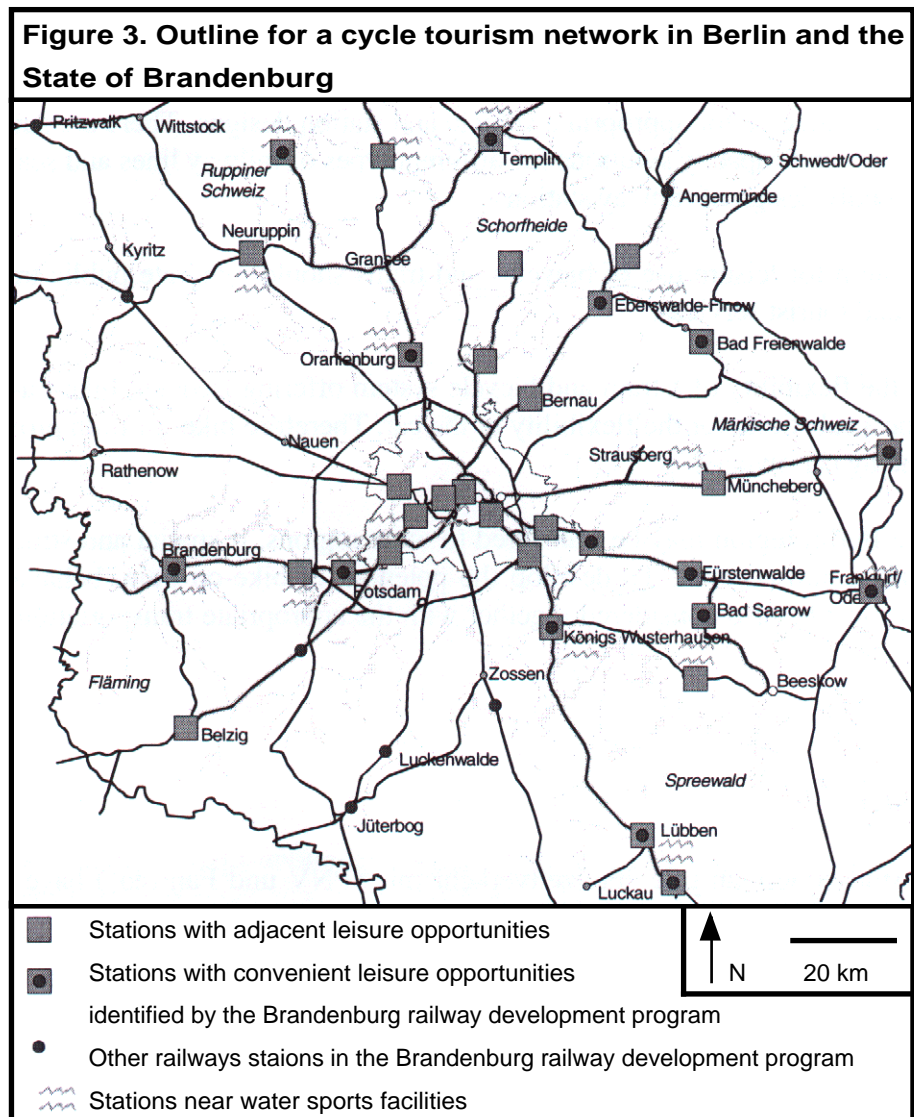 Figure 3. Outline for a cycle tourism network in Berlin and the
State of Brandenburg
Pritzwalk
Wittstock
Templin
Schwedt/Oder
Ruppiner
Schweiz
Angermünde
Neuruppin
Schorfheide
Kyritz
Gransee
Eberswalde-Finow
Oranienburg
Bad Freienwalde
Bernau
Märkische Schweiz
Nauen
Strausberg
Rathenow
Müncheberg
Brandenburg
Potsdam
Fürstenwalde
Frankfurt/
Oder
Bad Saarow
Königs Wusterhausen
Fläming
Zossen
Beeskow
Belzig
Luckenwalde
Spreewald
Jüterbog
Lübben
Luckau
Stations with adjacent leisure opportunities
Stations with convenient leisure opportunities
identified by the Brandenburg railway development program
Other railways staions in the Brandenburg railway development program
Stations near water sports facilities
N
20 km